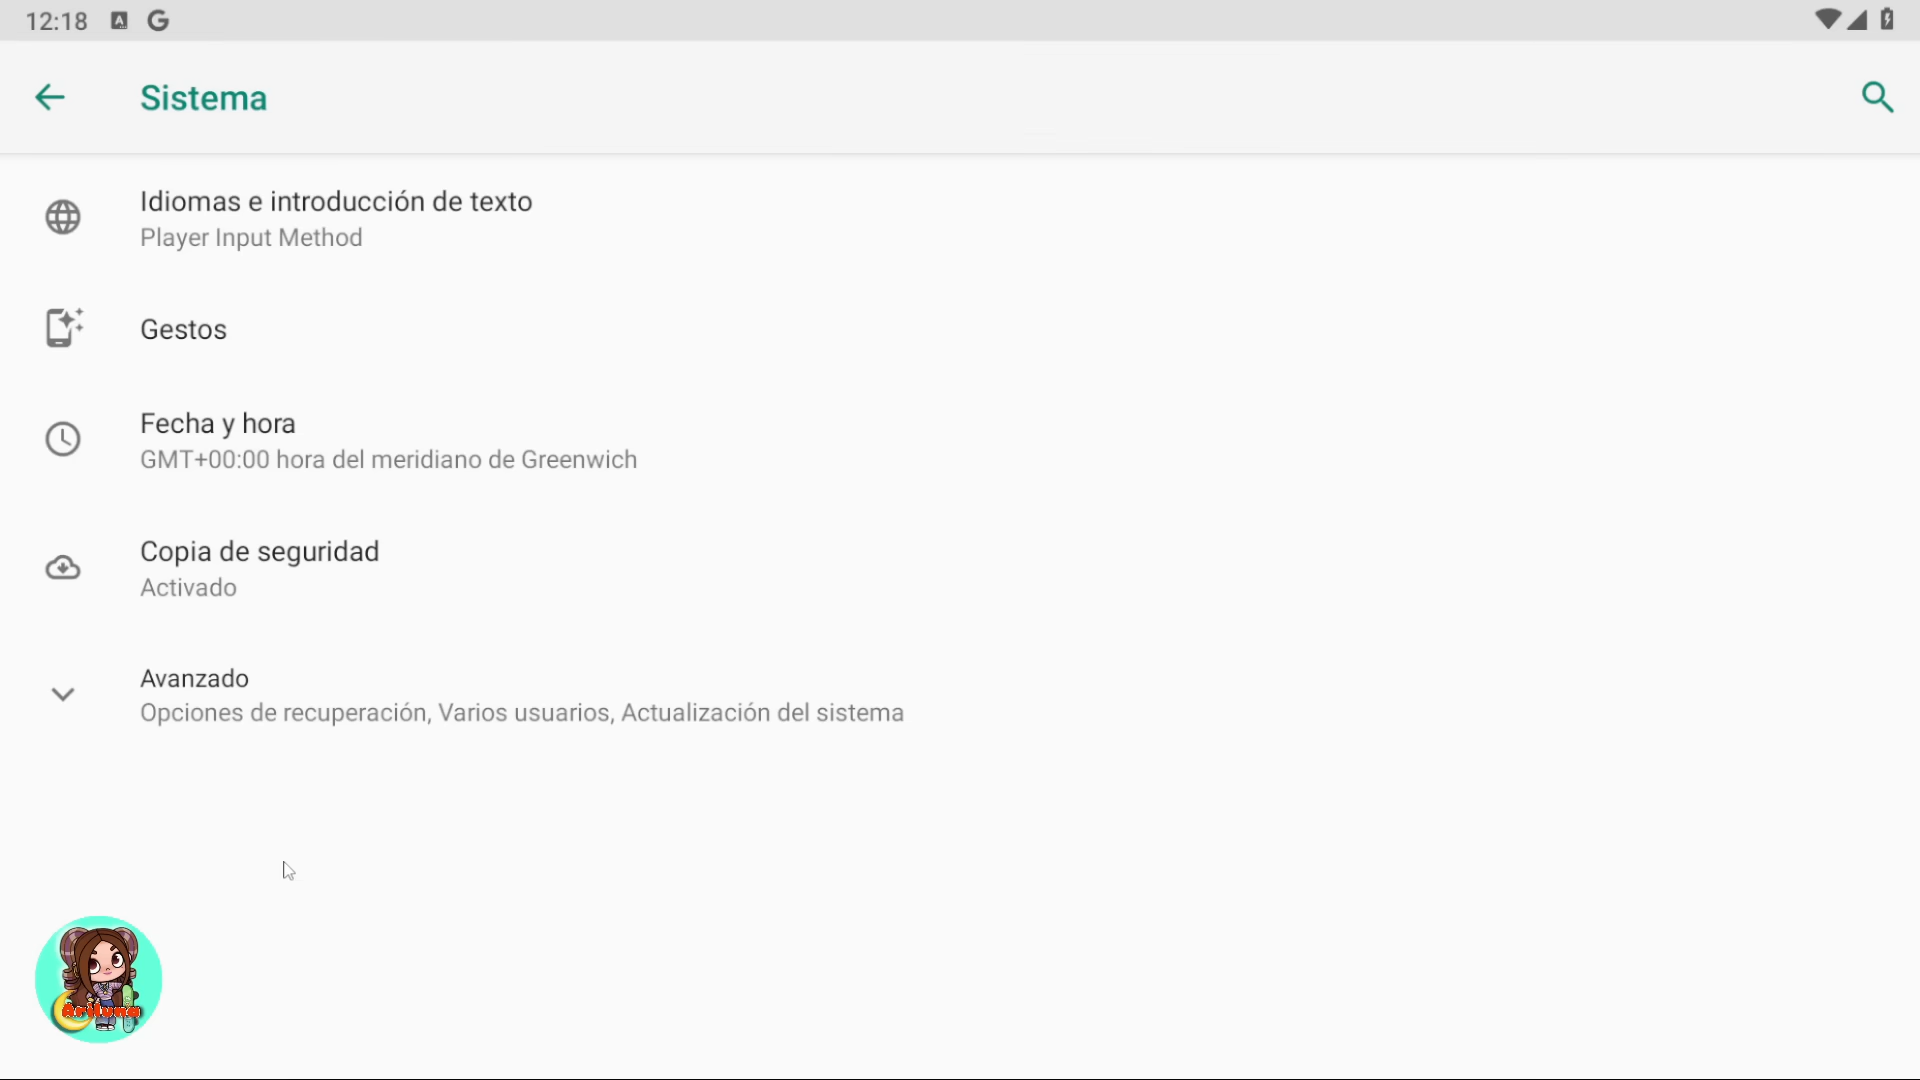 12:18
Sistema
Idiomas e introducción de texto
Player Input Method
Gestos
Fecha y hora
GMT+00:00 hora del meridiano de Greenwich
Copia de seguridad
Activado
Avanzado
Opciones de recuperación, Varios usuarios, Actualización del sistema
Ariluna